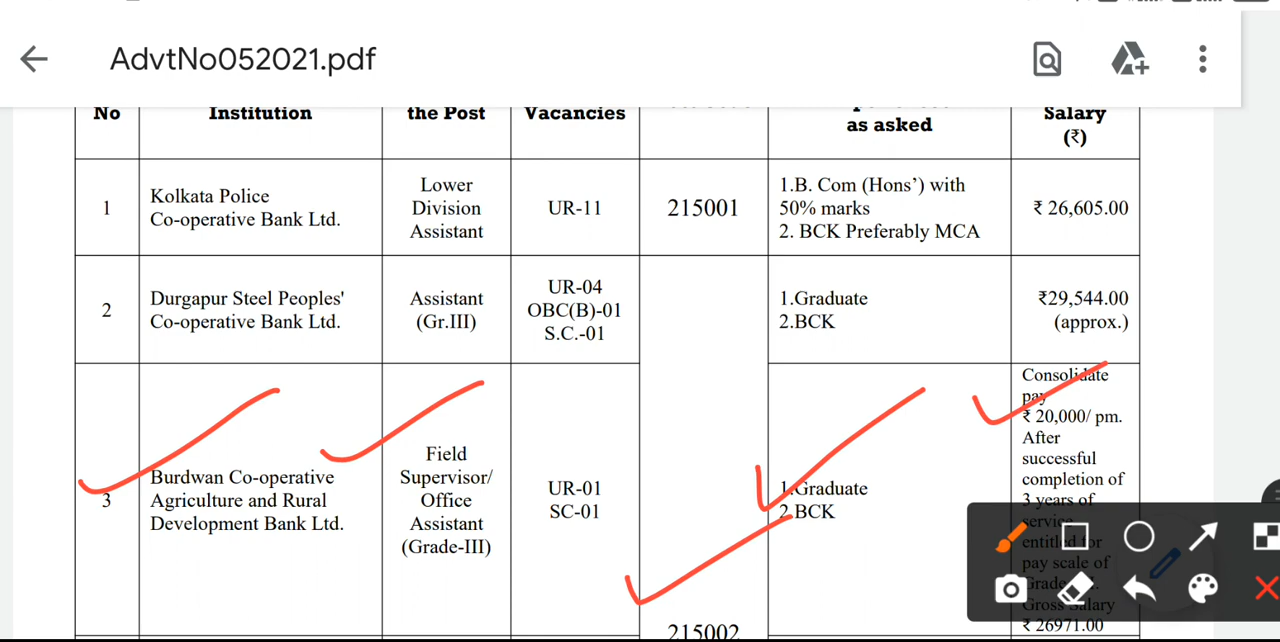 AdvtNo052021.pdf
No
Institution
the Post
Vacancies
as asked
Salary
(₹)
1
Kolkata Police
Co-operative Bank Ltd.
Lower
Division
Assistant
UR-11
215001
1.B. Com (Hons’) with
50% marks
2. BCK Preferably MCA
₹ 26,605.00
2
Durgapur Steel Peoples'
Co-operative Bank Ltd.
Assistant
(Gr.III)
UR-04
OBC(B)-01
S.C.-01
1.Graduate
2.BCK
₹29,544.00
(approx.)
3
Burdwan Co-operative
Agriculture and Rural
Development Bank Ltd.
Field
Supervisor/
Office
Assistant
(Grade-III)
UR-01
SC-01
215002
1.Graduate
2.BCK
Consolidate
pay
₹ 20,000/ pm.
After
successful
completion of
3 years of
service
entitled for
pay scale of
Gross Salary
₹ 26971.00